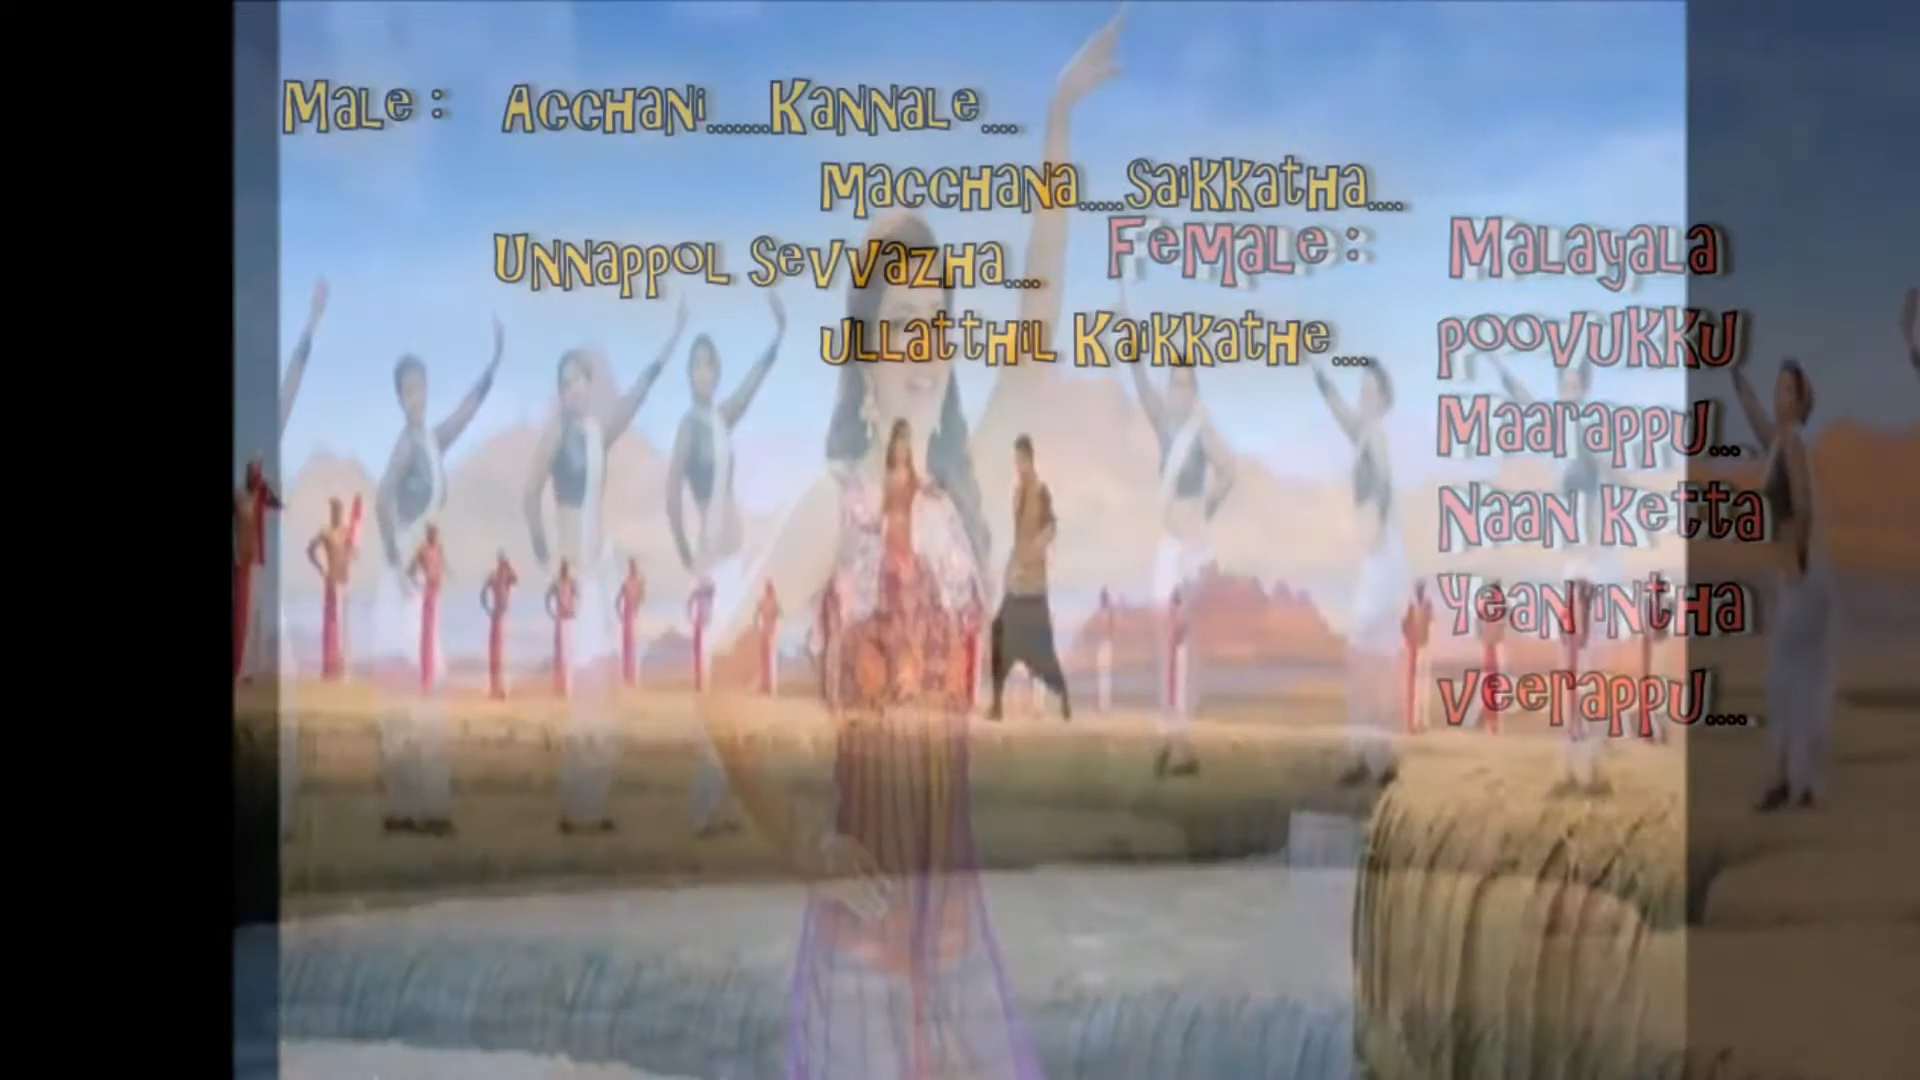 Male : Acchani.......Kannale....
Macchana.....Saikkatha....
Unnappol Sevvazha....
Ullatthil Kaikkathe....
Female : Malayala
poovukku
Maarappu...
Naan Ketta
Yean intha
veerappu....